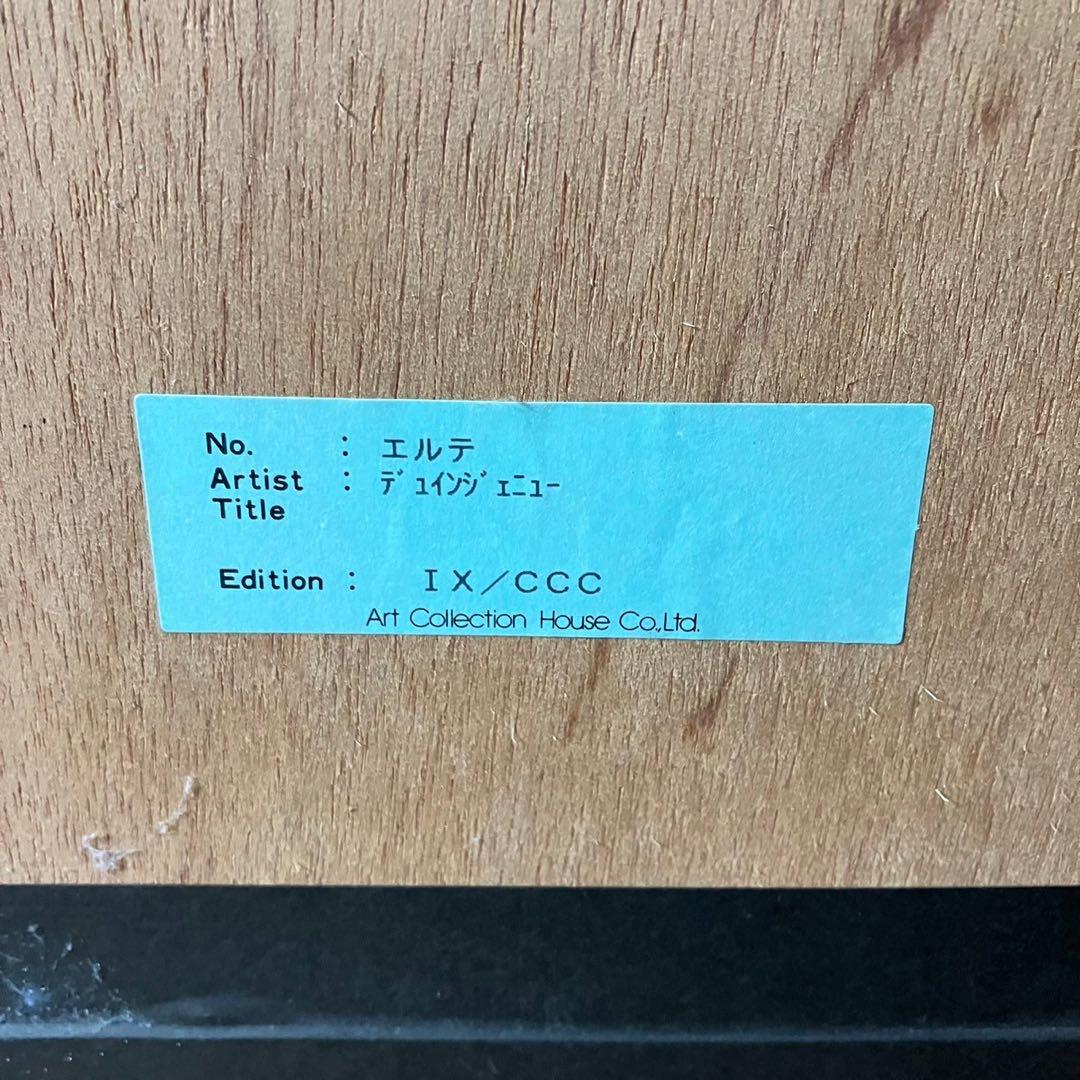 No. : エルテ
Artist : ﾃﾞｭｲﾝｼﾞｪﾆｭｰ
Title
Edition : IX/CCC
Art Collection House Co.,Ltd.